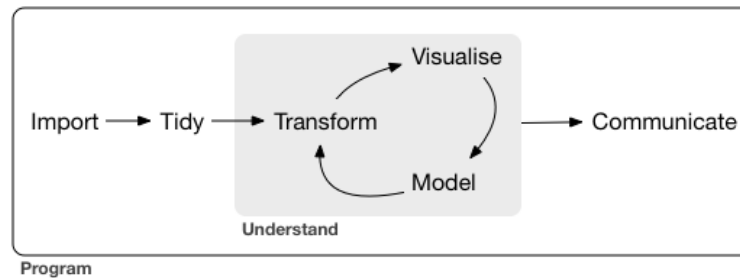 Visualise
Import
Tidy
Transform
Communicate
Model
Understand
Program